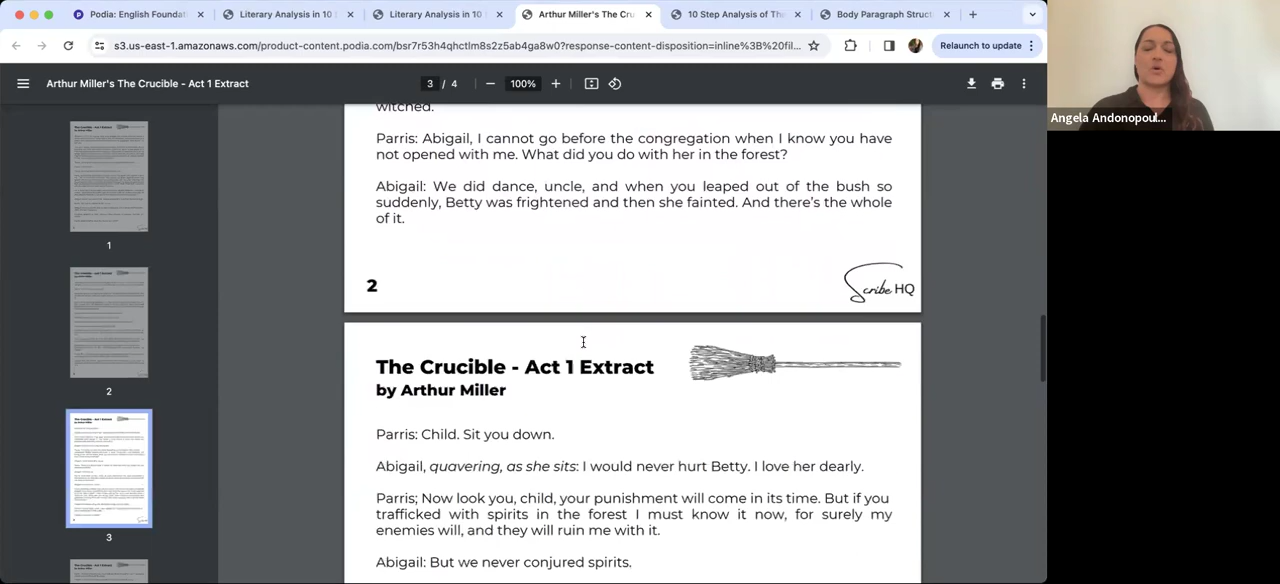 Podia: English Foundat
Literary Analysis in 10
Literary Analysis in 10
Arthur Miller's The Cru
10 Step Analysis of The
Body Paragraph Struct
s3.us-east-1.amazonaws.com/product-content.podia.com/bsr7r53h4qhctlm8s2z5ab4ga8w0?response-content-disposition=inline%3B%20fil...
Relaunch to update
Arthur Miller's The Crucible - Act 1 Extract
3 / 4
100%
Angela Andonopoul...
1
2
3
witched.
Parris: Abigail, I cannot go before the congregation when I know you have
not opened with me. What did you do with her in the forest?
Abigail: We did dance, uncle, and when you leaped out of the bush so
suddenly, Betty was frightened and then she fainted. And there's the whole
of it.
2
Scribe HQ
The Crucible - Act 1 Extract
by Arthur Miller
Parris: Child. Sit you down.
Abigail, quavering, as she sits: I would never hurt Betty. I love her dearly.
Parris; Now look you, child, your punishment will come in its time. But if you
trafficked with spirits in the forest I must know it now, for surely my
enemies will, and they will ruin me with it.
Abigail: But we never conjured spirits.